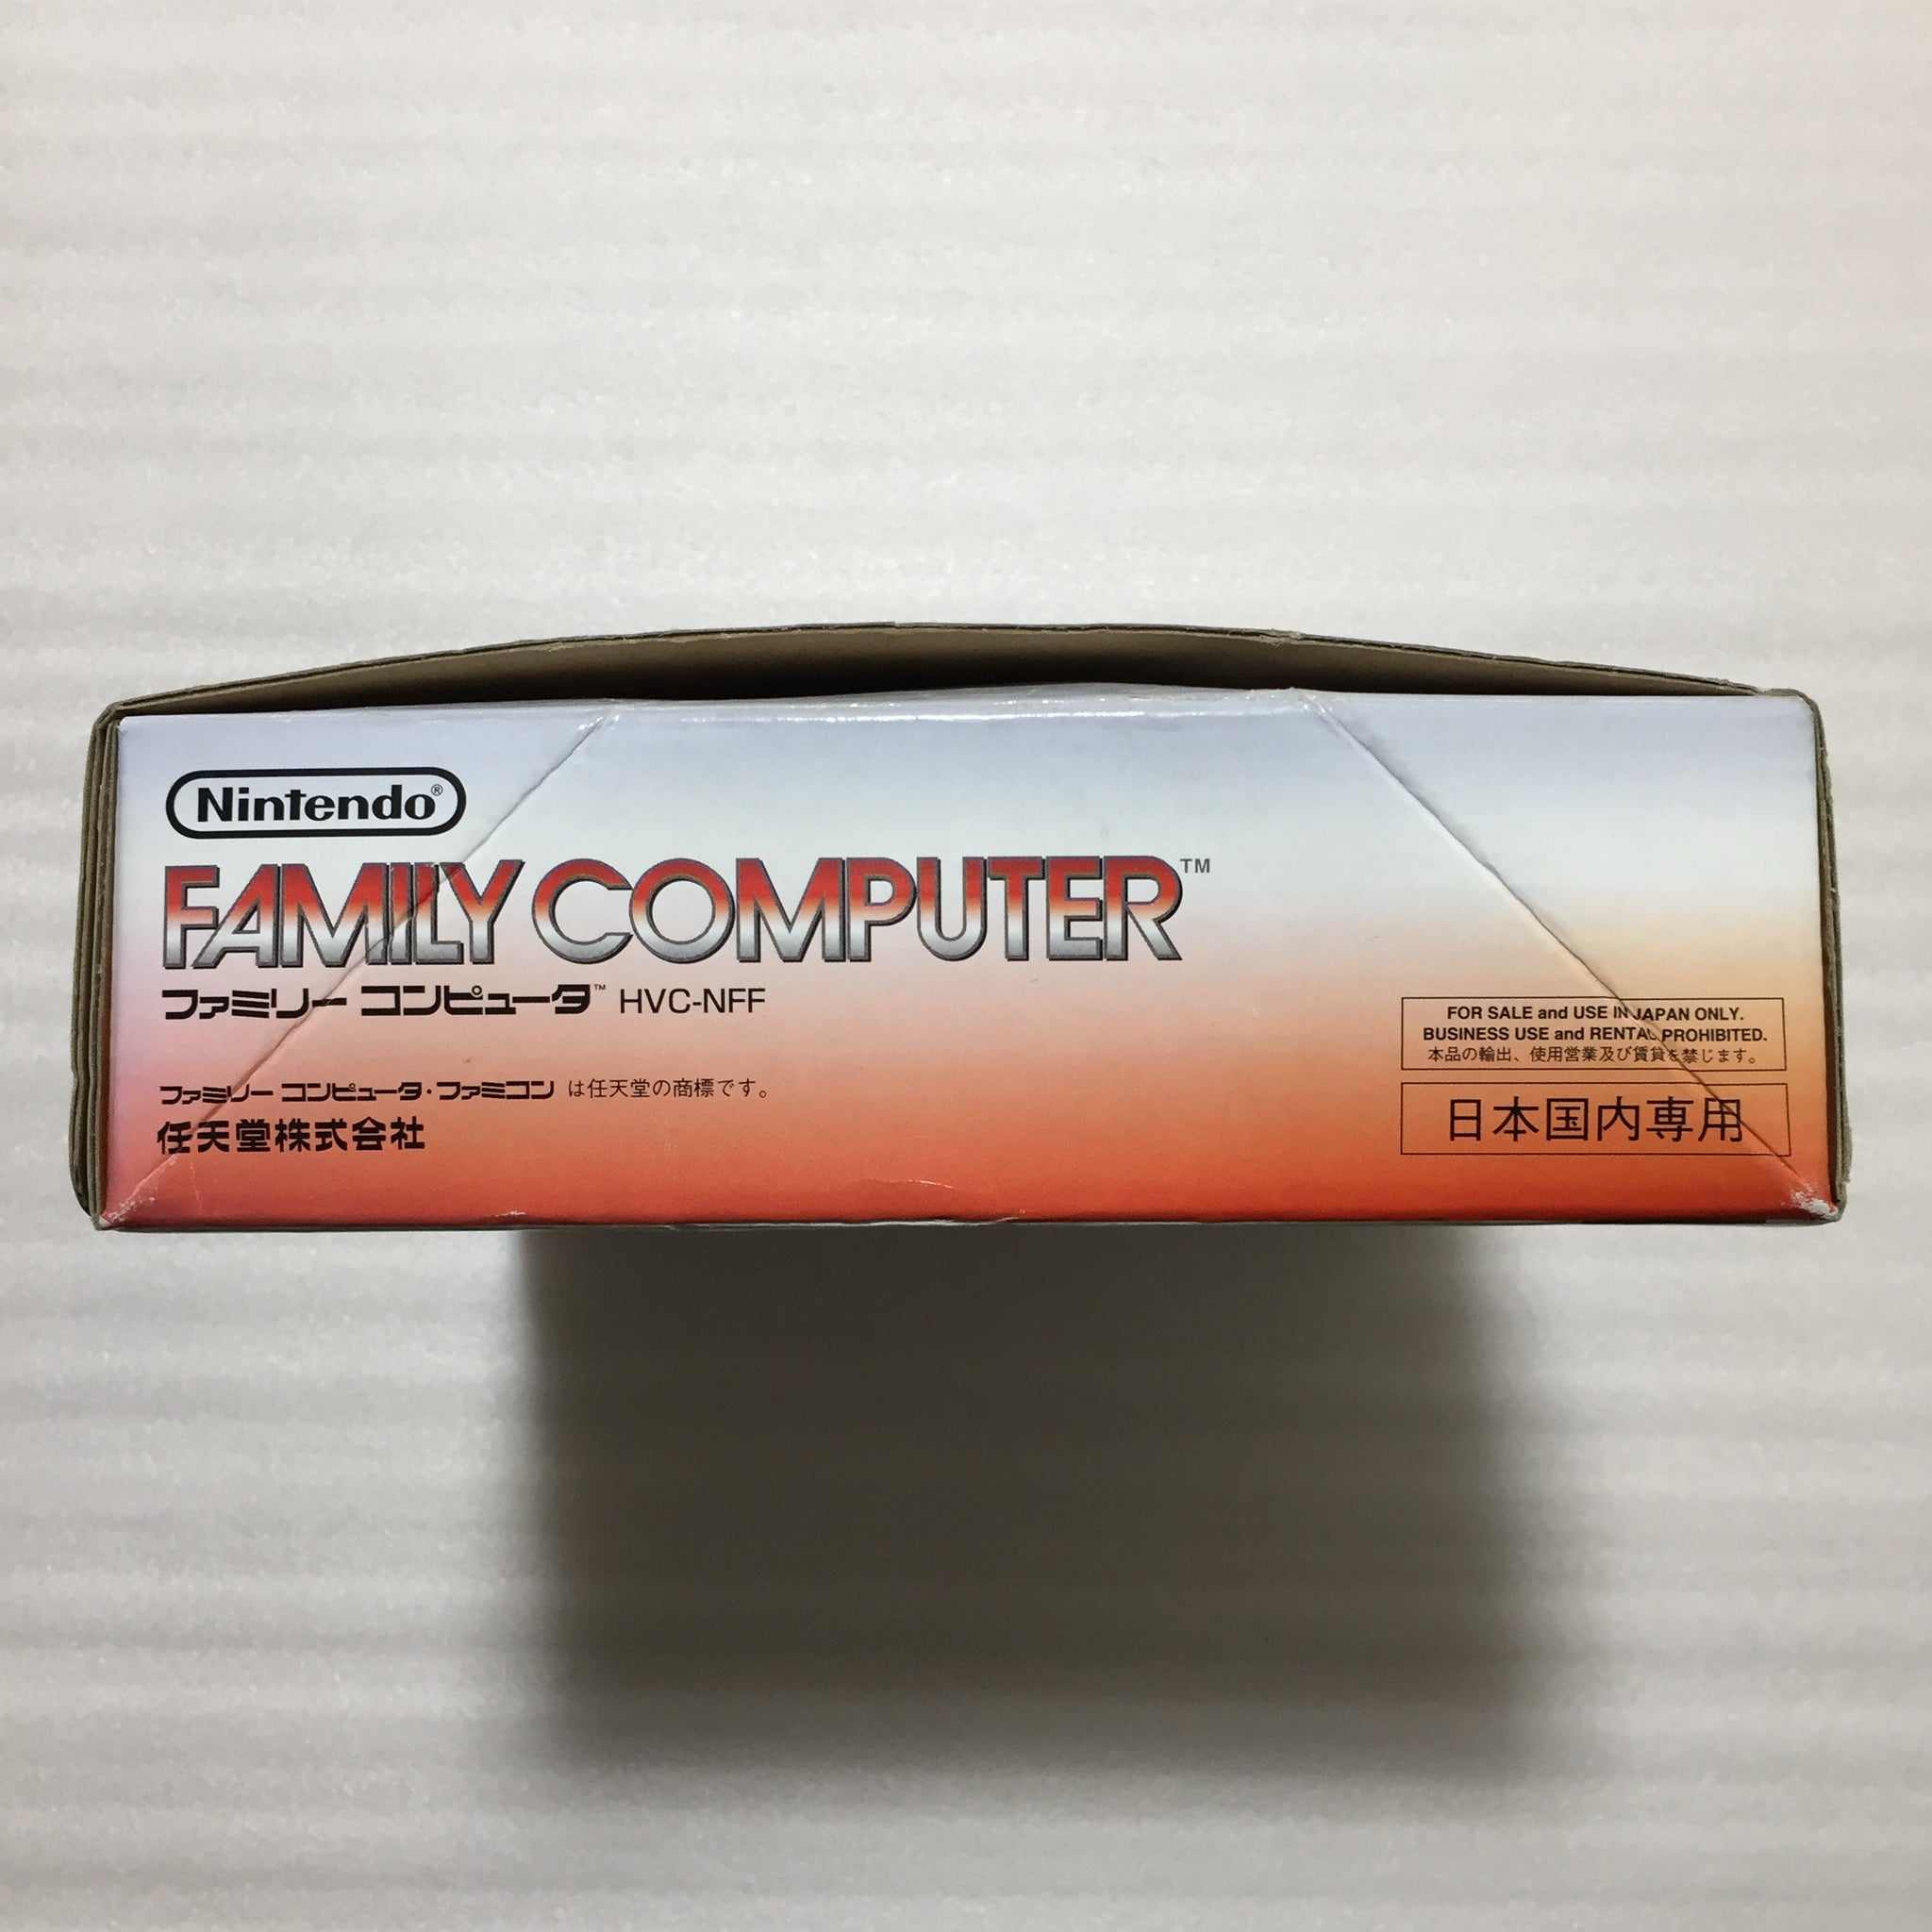 Nintendo®
FAMILY COMPUTER™
ファミリー コンピュータ™ HVC-NFF
ファミリー コンピュータ・ファミコン は任天堂の商標です。
任天堂株式会社
FOR SALE and USE IN JAPAN ONLY.
BUSINESS USE and RENTAL PROHIBITED.
本品の輸出、使用営業及び賃貸を禁じます。
日本国内専用